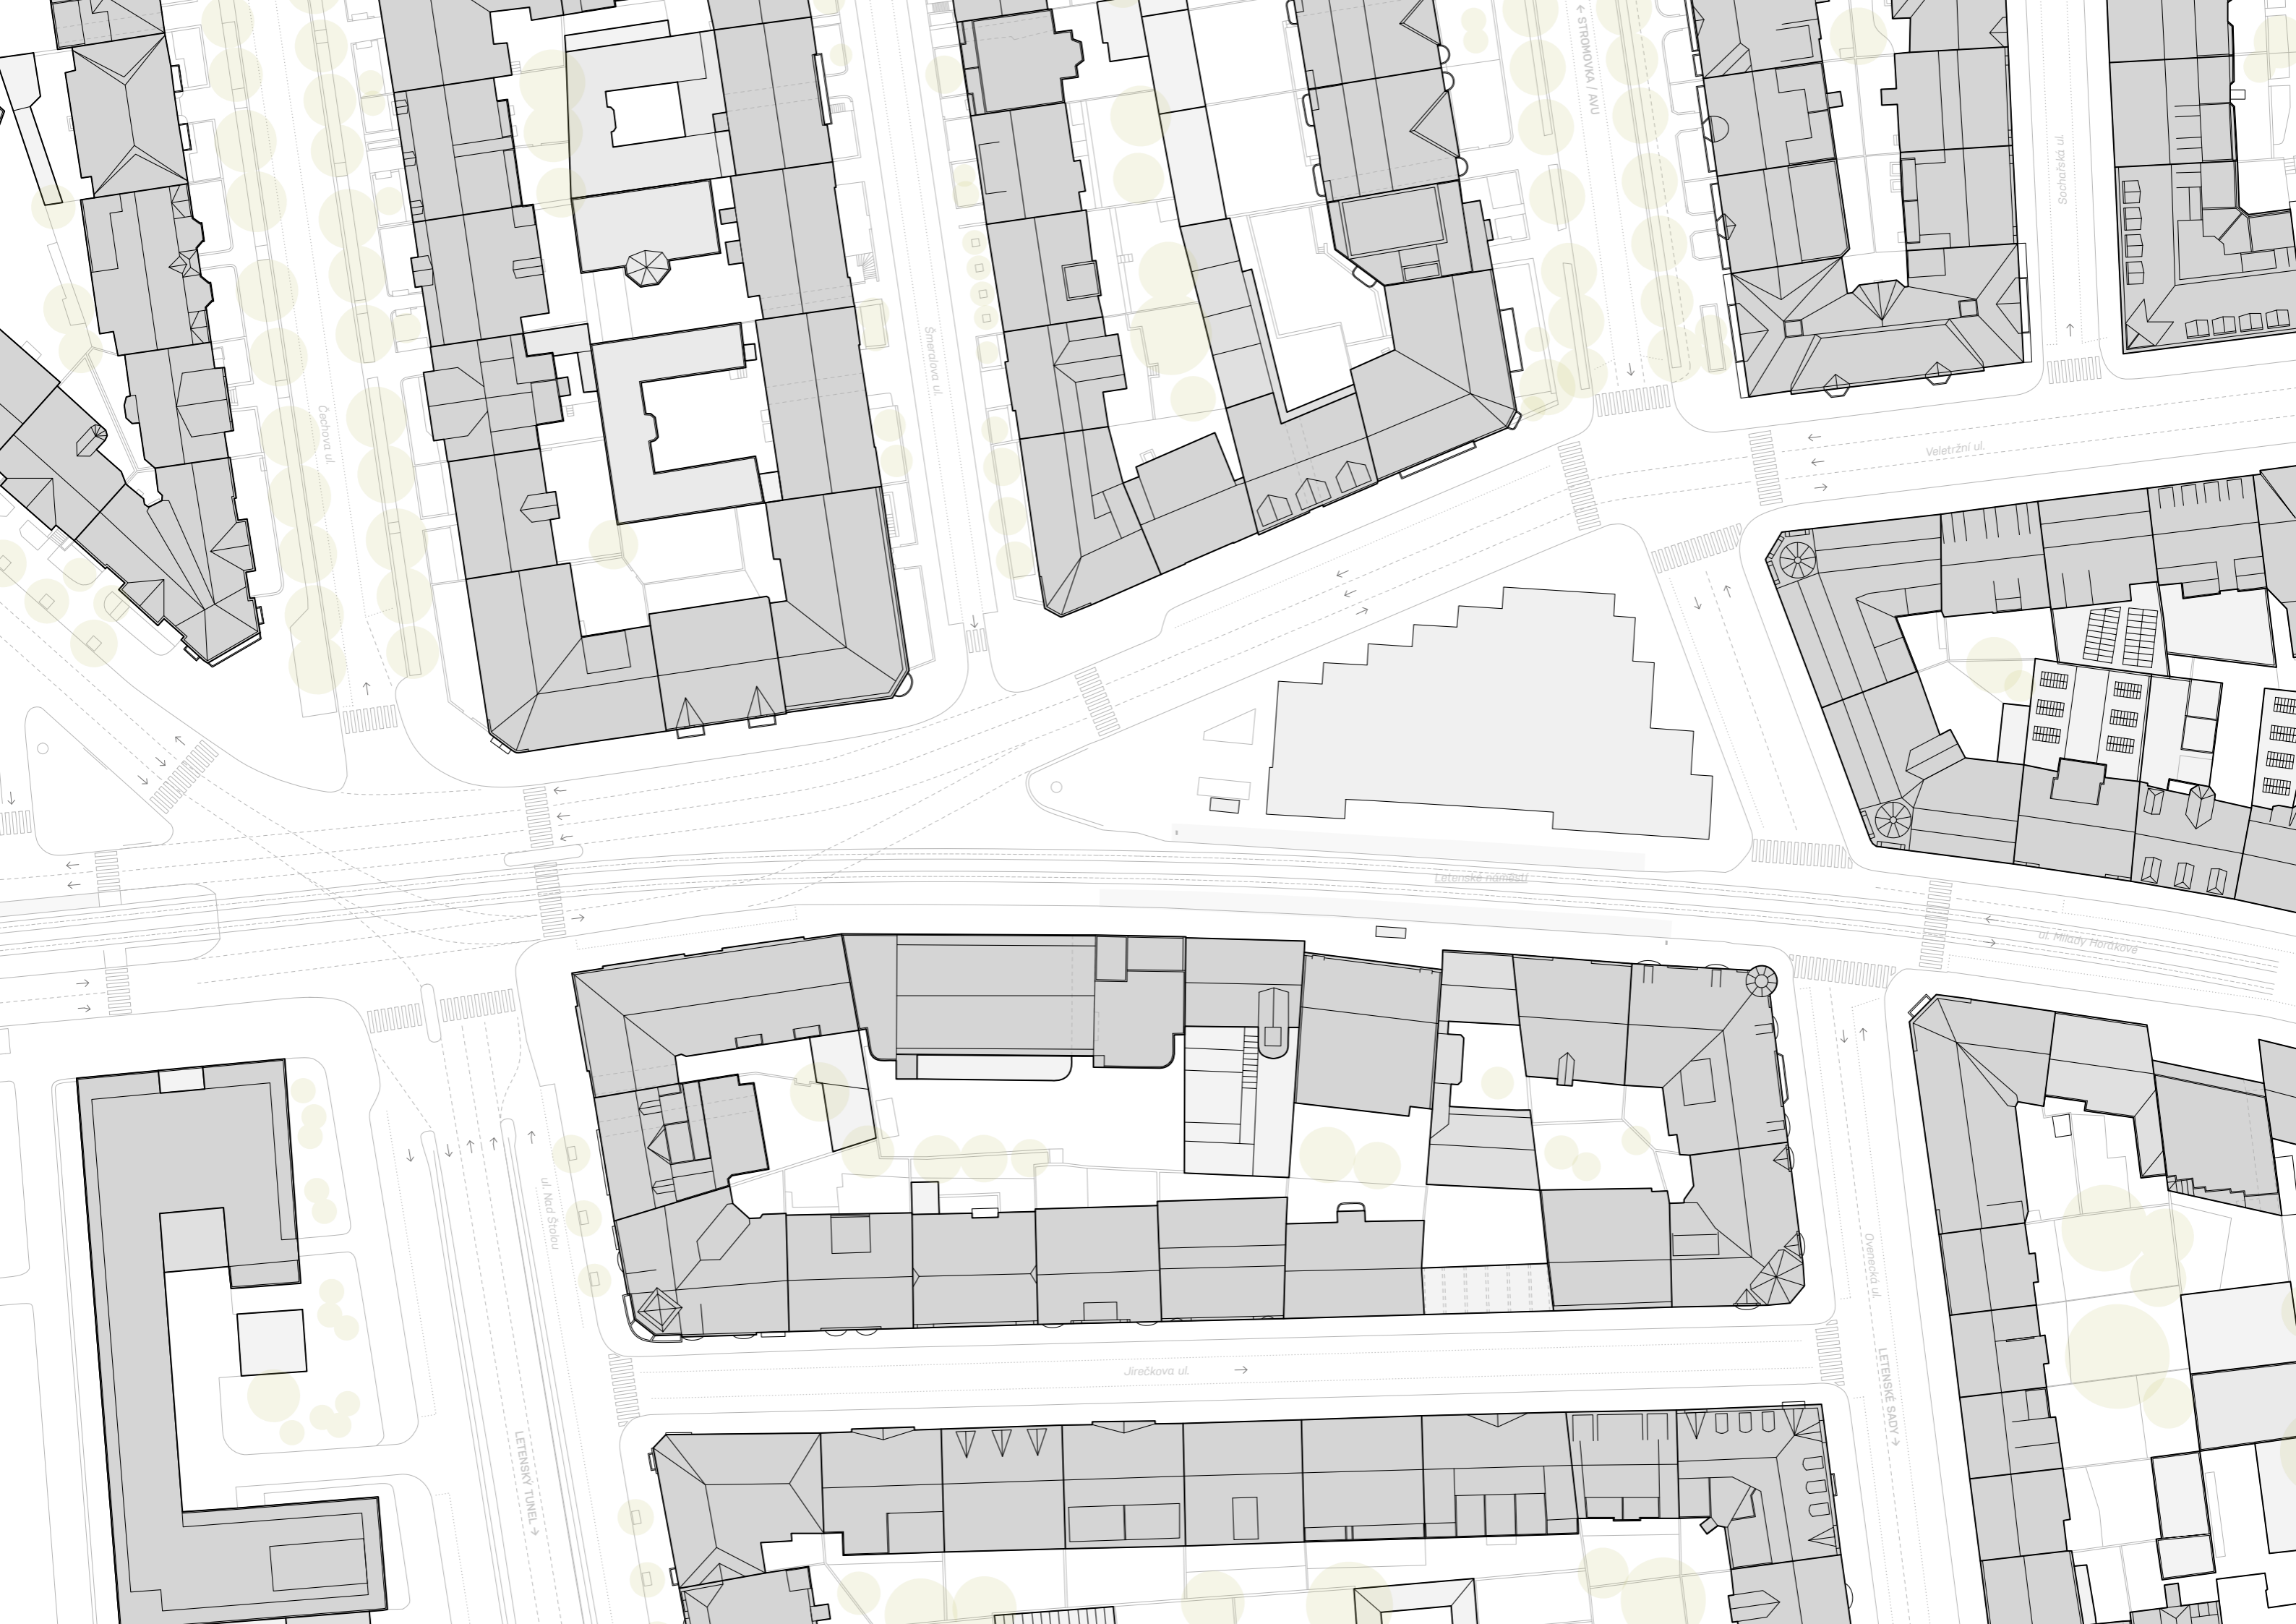 ← STROMOVKA / AVU
Sochařská ul.
Šmeralova ul.
Čechova ul.
Veletržní ul.
Letenské náměstí
ul. Milady Horákové
ul. Nad Štolou
Ovenecká ul.
Jirečkova ul.
LETENSKÉ SADY →
LETENSKÝ TUNEL →